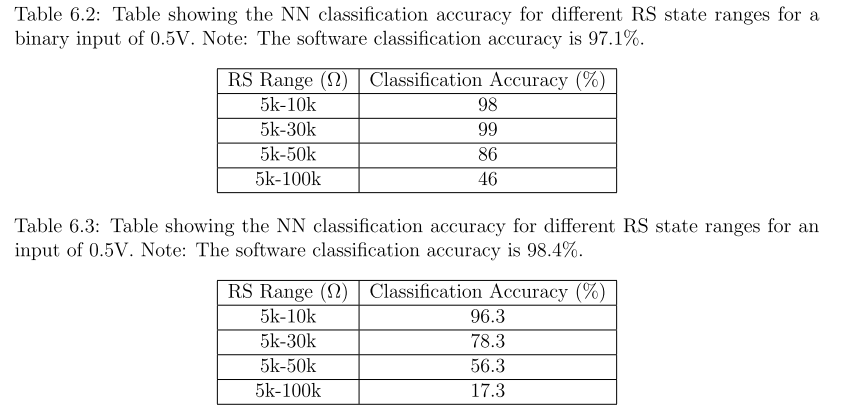 Table 6.2: Table showing the NN classification accuracy for different RS state ranges for a
binary input of 0.5V. Note: The software classification accuracy is 97.1%.
RS Range (Ω) Classification Accuracy (%)
5k-10k 98
5k-30k 99
5k-50k 86
5k-100k 46
Table 6.3: Table showing the NN classification accuracy for different RS state ranges for an
input of 0.5V. Note: The software classification accuracy is 98.4%.
RS Range (Ω) Classification Accuracy (%)
5k-10k 96.3
5k-30k 78.3
5k-50k 56.3
5k-100k 17.3